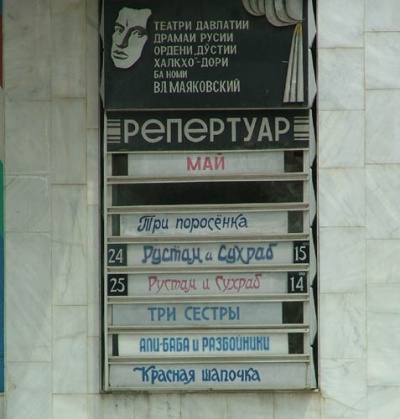 ТЕАТРИ ДАВЛАТИИ
ДРАМАИ РУСИИ
ОРДЕНИ „ДӮСТИИ
ХАЛКХО"-ДОРИ
БА НОМИ
ВЛ. МАЯКОВСКИЙ
РЕПЕРТУАР
МАЙ
Три поросёнка
24 Рустам и Сухраб 15
25 Рустам и Сухраб 14
ТРИ СЕСТРЫ
АЛИ-БАБА И РАЗБОЙНИКИ
Красная шапочка